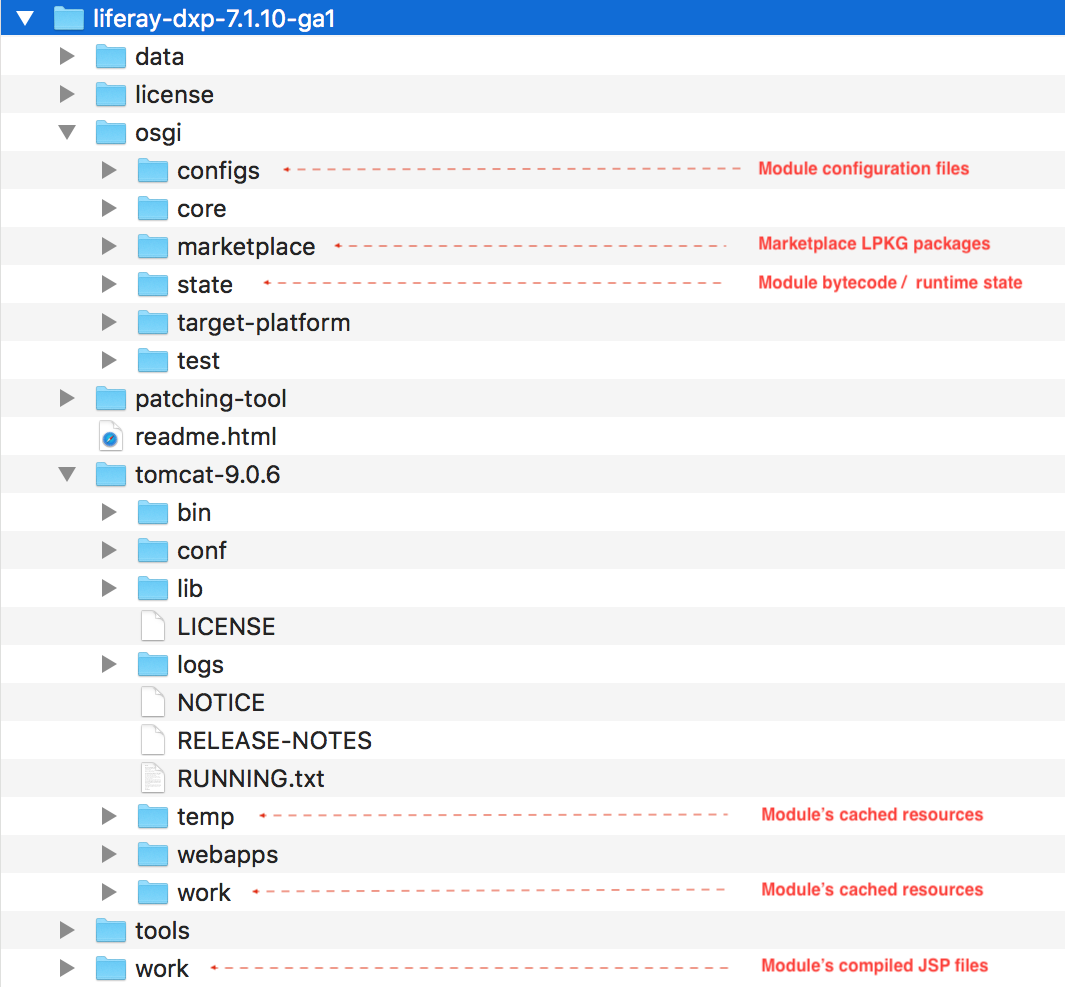 liferay-dxp-7.1.10-ga1
data
license
osgi
configs Module configuration files
core
marketplace Marketplace LPKG packages
state Module bytecode / runtime state
target-platform
test
patching-tool
readme.html
tomcat-9.0.6
bin
conf
lib
LICENSE
logs
NOTICE
RELEASE-NOTES
RUNNING.txt
temp Module's cached resources
webapps
work Module's cached resources
tools
work Module's compiled JSP files